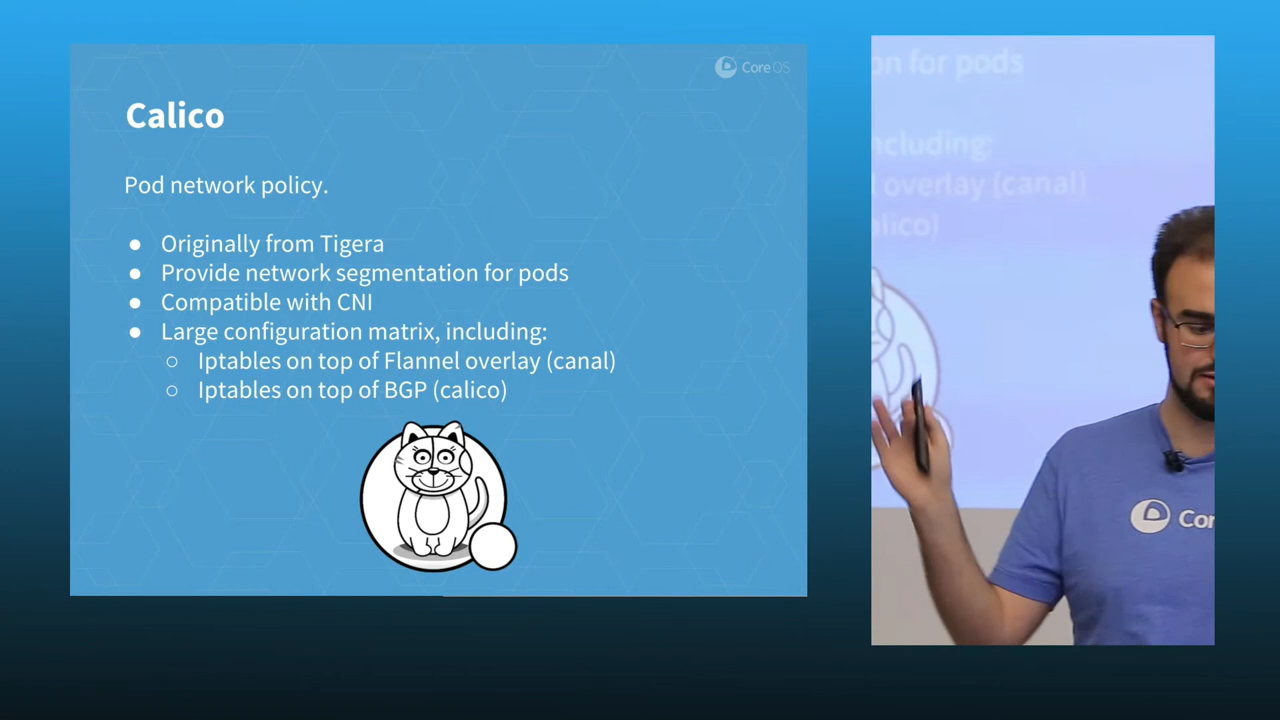 CoreOS
Calico
Pod network policy.
● Originally from Tigera
● Provide network segmentation for pods
● Compatible with CNI
● Large configuration matrix, including:
○ Iptables on top of Flannel overlay (canal)
○ Iptables on top of BGP (calico)
on for pods
ncluding:
l overlay (canal)
alico)
Cor